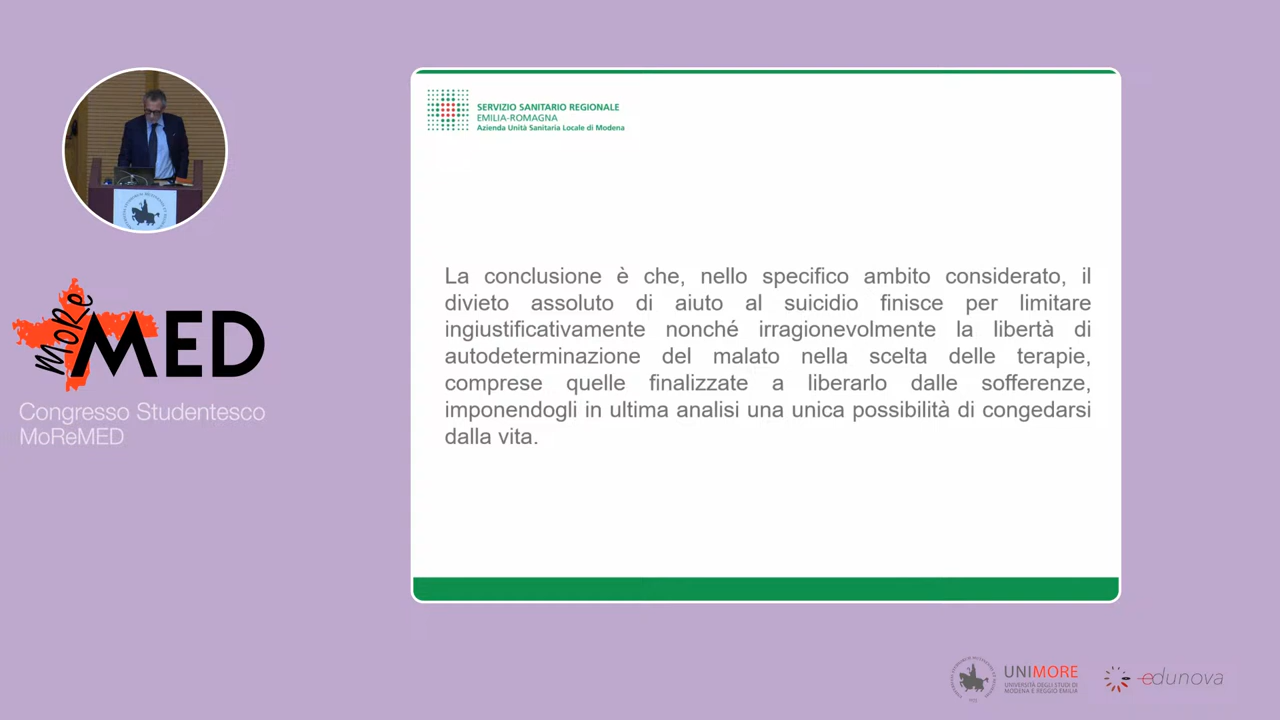 SERVIZIO SANITARIO REGIONALE
EMILIA-ROMAGNA
Azienda Unità Sanitaria Locale di Modena
La conclusione è che, nello specifico ambito considerato, il
divieto assoluto di aiuto al suicidio finisce per limitare
ingiustificativamente nonché irragionevolmente la libertà di
autodeterminazione del malato nella scelta delle terapie,
comprese quelle finalizzate a liberarlo dalle sofferenze,
imponendogli in ultima analisi una unica possibilità di congedarsi
dalla vita.
MoRe
MED
Congresso Studentesco
MoReMED
UNIMORE
UNIVERSITÀ DEGLI STUDI DI
MODENA E REGGIO EMILIA
edunova